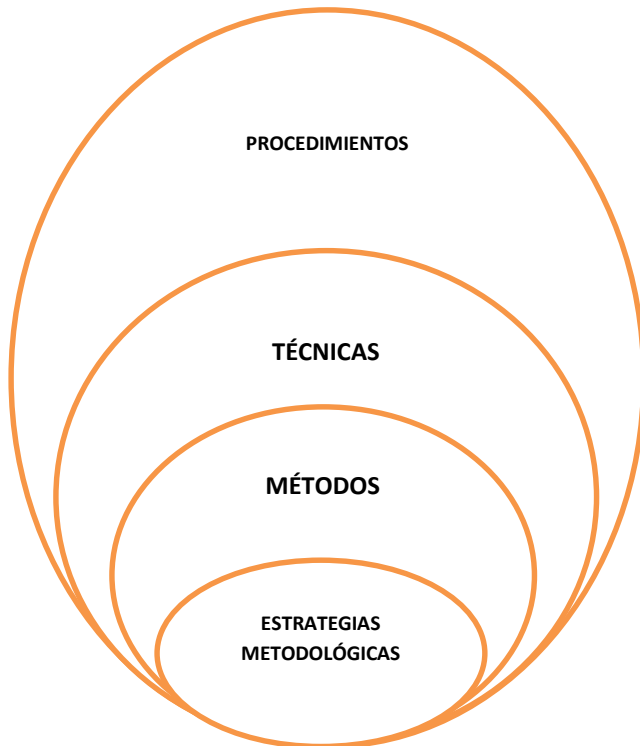 PROCEDIMIENTOS
TÉCNICAS
MÉTODOS
ESTRATEGIAS
METODOLÓGICAS